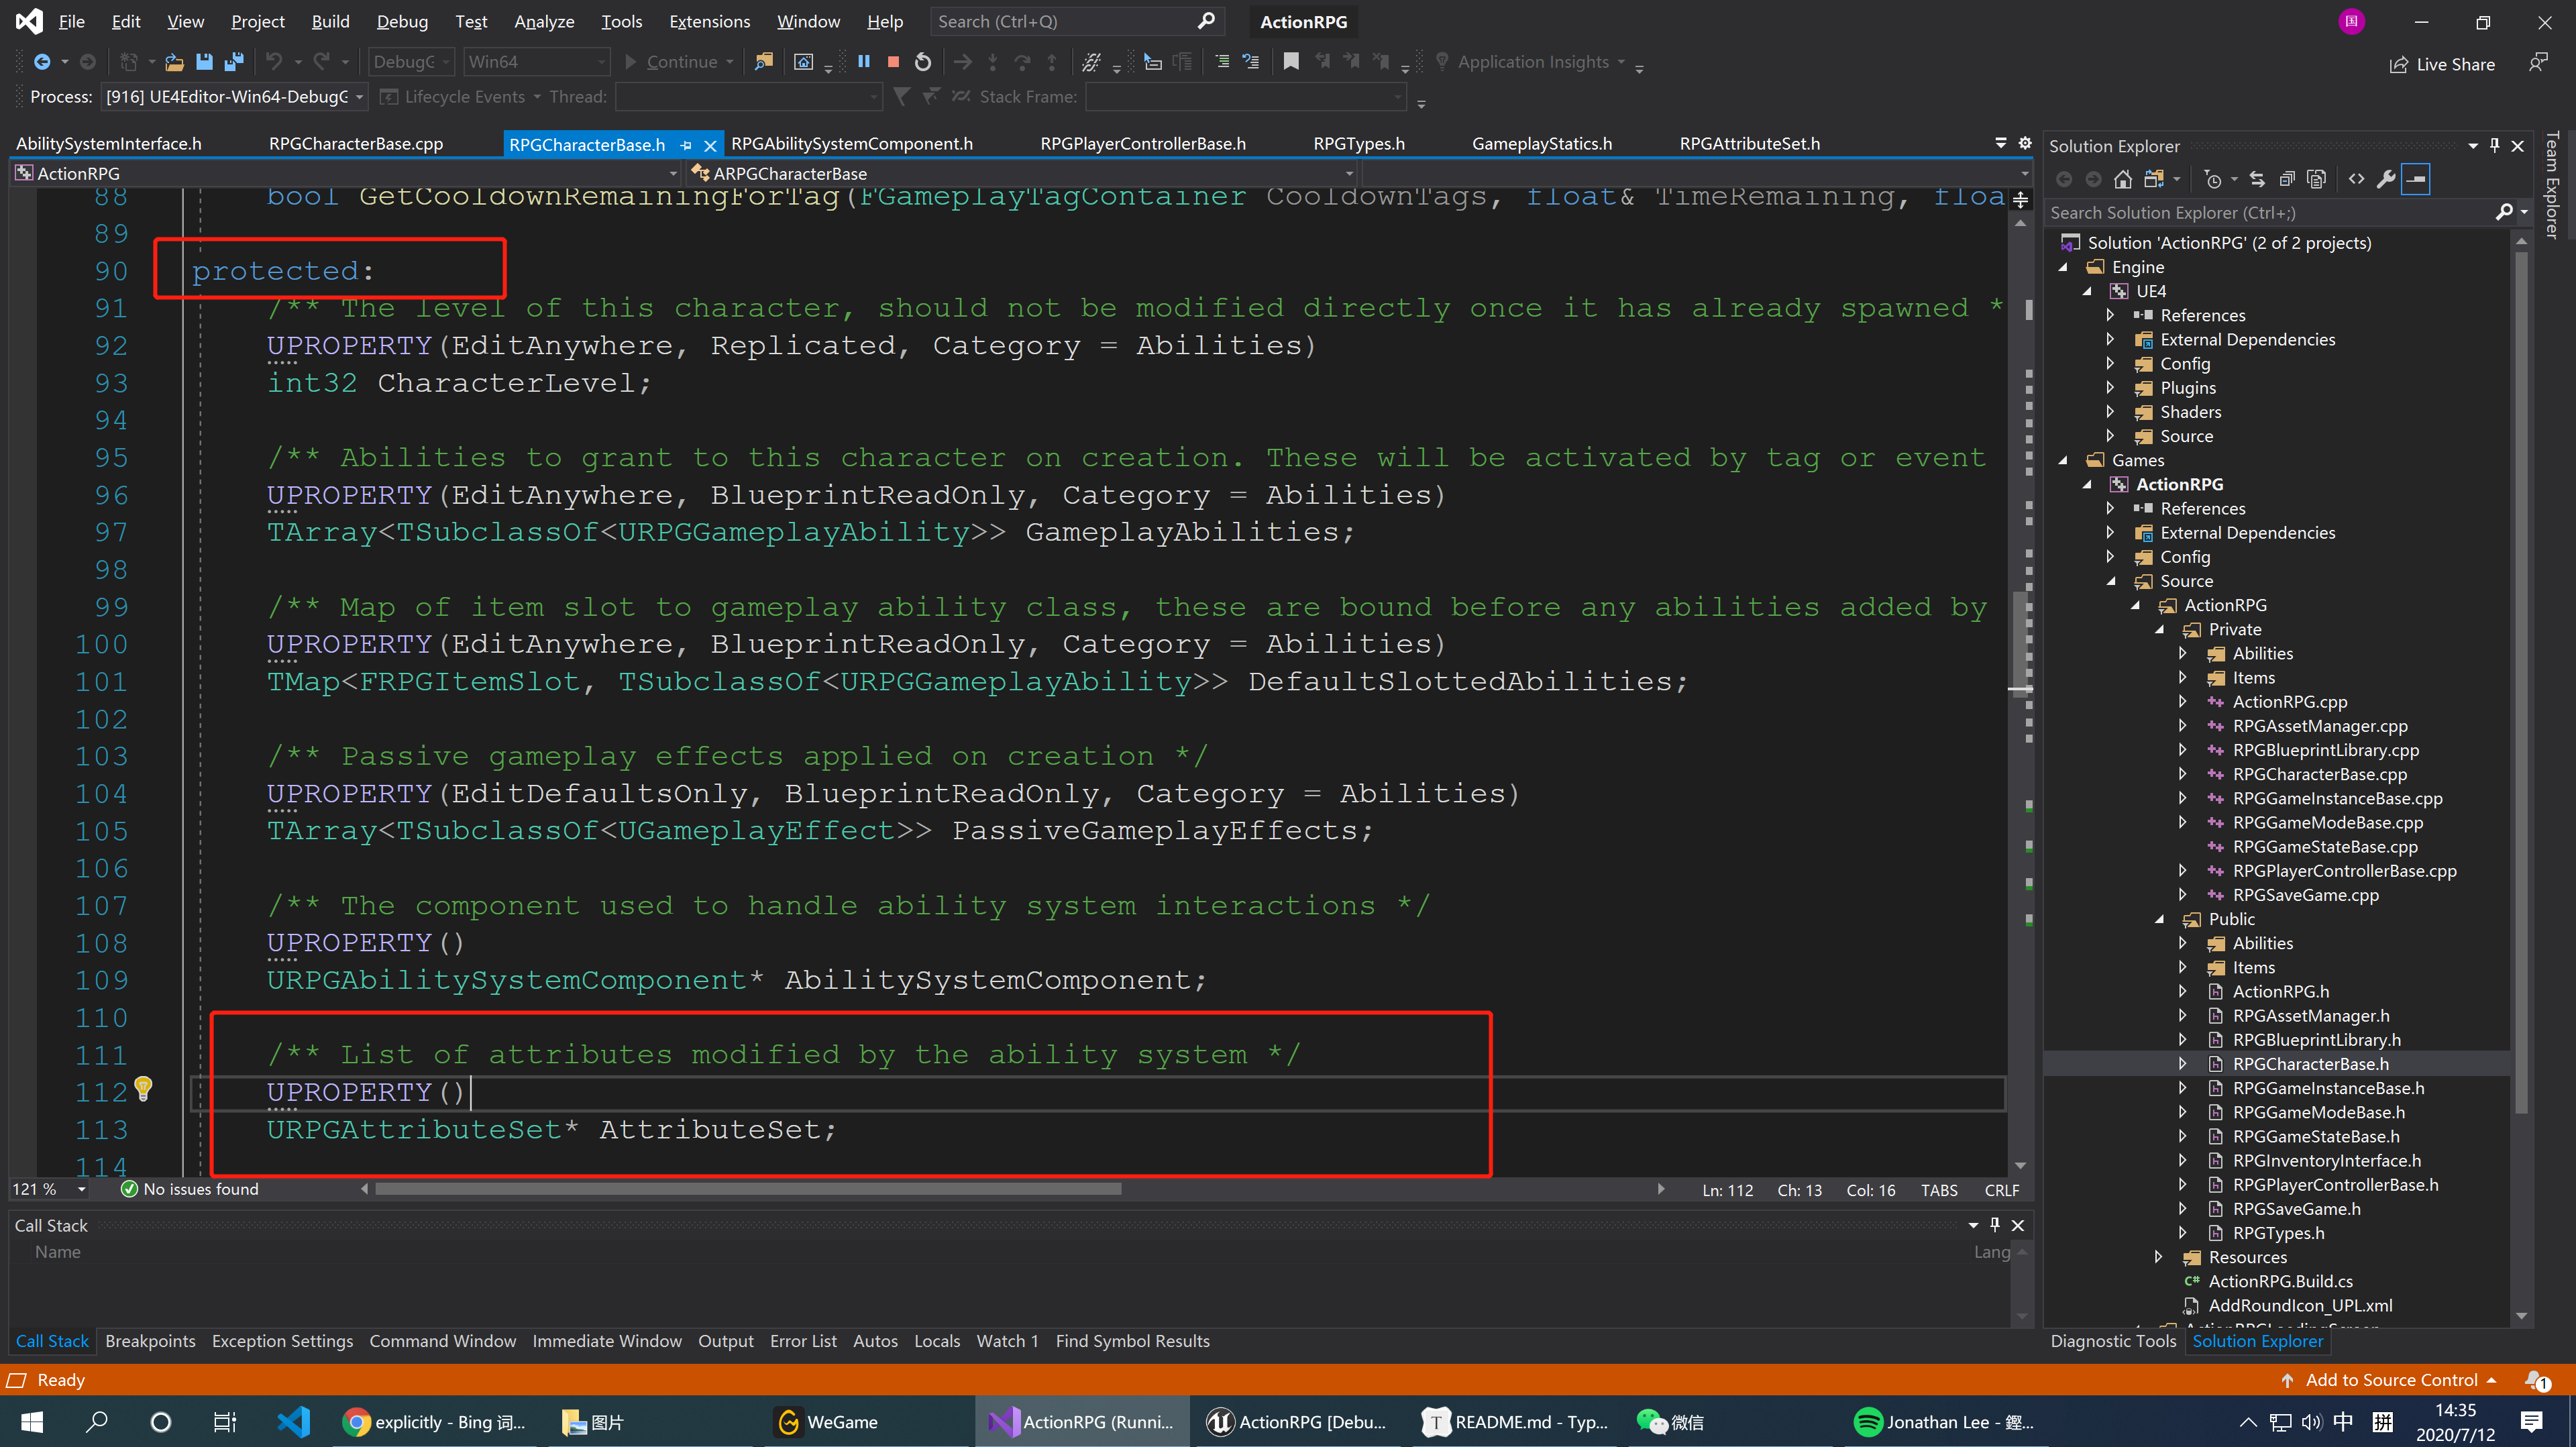 File Edit View Project Build Debug Test Analyze Tools Extensions Window Help Search (Ctrl+Q) ActionRPG 国
DebugG Win64 Continue Application Insights Live Share
Process: [916] UE4Editor-Win64-DebugG Lifecycle Events Thread: Stack Frame:
AbilitySystemInterface.h RPGCharacterBase.cpp RPGCharacterBase.h RPGAbilitySystemComponent.h RPGPlayerControllerBase.h RPGTypes.h GameplayStatics.h RPGAttributeSet.h
ActionRPG ARPGCharacterBase
88 bool GetCooldownRemainingForTag(FGameplayTagContainer CooldownTags, float& TimeRemaining, floa
89
90 protected:
91 /** The level of this character, should not be modified directly once it has already spawned *
92 UPROPERTY(EditAnywhere, Replicated, Category = Abilities)
93 int32 CharacterLevel;
94
95 /** Abilities to grant to this character on creation. These will be activated by tag or event
96 UPROPERTY(EditAnywhere, BlueprintReadOnly, Category = Abilities)
97 TArray<TSubclassOf<URPGGameplayAbility>> GameplayAbilities;
98
99 /** Map of item slot to gameplay ability class, these are bound before any abilities added by
100 UPROPERTY(EditAnywhere, BlueprintReadOnly, Category = Abilities)
101 TMap<FRPGItemSlot, TSubclassOf<URPGGameplayAbility>> DefaultSlottedAbilities;
102
103 /** Passive gameplay effects applied on creation */
104 UPROPERTY(EditDefaultsOnly, BlueprintReadOnly, Category = Abilities)
105 TArray<TSubclassOf<UGameplayEffect>> PassiveGameplayEffects;
106
107 /** The component used to handle ability system interactions */
108 UPROPERTY()
109 URPGAbilitySystemComponent* AbilitySystemComponent;
110
111 /** List of attributes modified by the ability system */
112 UPROPERTY()
113 URPGAttributeSet* AttributeSet;
114
121 % No issues found Ln: 112 Ch: 13 Col: 16 TABS CRLF
Call Stack
Name Lang
Call Stack Breakpoints Exception Settings Command Window Immediate Window Output Error List Autos Locals Watch 1 Find Symbol Results
Solution Explorer
Search Solution Explorer (Ctrl+;)
Solution 'ActionRPG' (2 of 2 projects)
Engine
UE4
References
External Dependencies
Config
Plugins
Shaders
Source
Games
ActionRPG
References
External Dependencies
Config
Source
ActionRPG
Private
Abilities
Items
ActionRPG.cpp
RPGAssetManager.cpp
RPGBlueprintLibrary.cpp
RPGCharacterBase.cpp
RPGGameInstanceBase.cpp
RPGGameModeBase.cpp
RPGGameStateBase.cpp
RPGPlayerControllerBase.cpp
RPGSaveGame.cpp
Public
Abilities
Items
ActionRPG.h
RPGAssetManager.h
RPGBlueprintLibrary.h
RPGCharacterBase.h
RPGGameInstanceBase.h
RPGGameModeBase.h
RPGGameStateBase.h
RPGInventoryInterface.h
RPGPlayerControllerBase.h
RPGSaveGame.h
RPGTypes.h
Resources
ActionRPG.Build.cs
AddRoundIcon_UPL.xml
ActionRPGLoadingScreen
Diagnostic Tools Solution Explorer
Team Explorer
Ready Add to Source Control 1
explicitly - Bing 词... 图片 WeGame ActionRPG (Runni... ActionRPG [Debu... README.md - Typ... 微信 Jonathan Lee - 鏗... 中 拼 14:35
2020/7/12